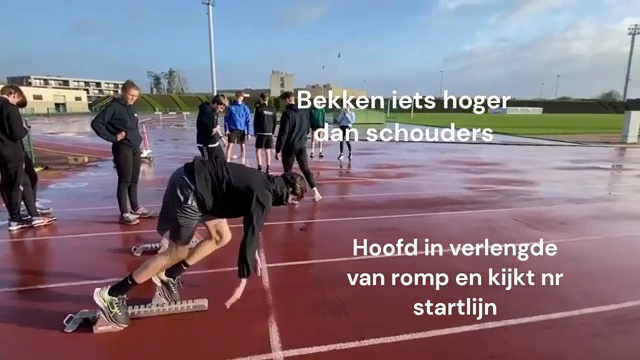 Bekken iets hoger
dan schouders
Hoofd in verlengde
van romp en kijkt nr
startlijn